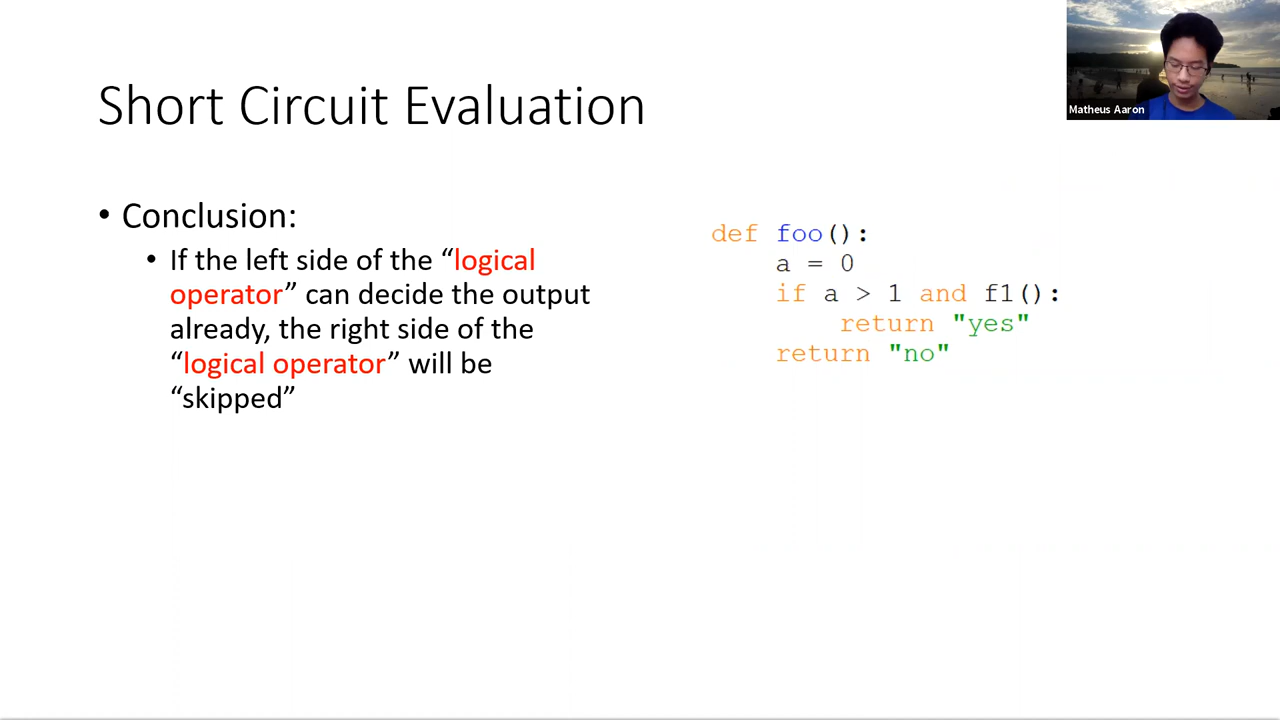 Short Circuit Evaluation
Matheus Aaron
• Conclusion:
• If the left side of the “logical
operator” can decide the output
already, the right side of the
“logical operator” will be
“skipped”
def foo():
    a = 0
    if a > 1 and f1():
        return "yes"
    return "no"